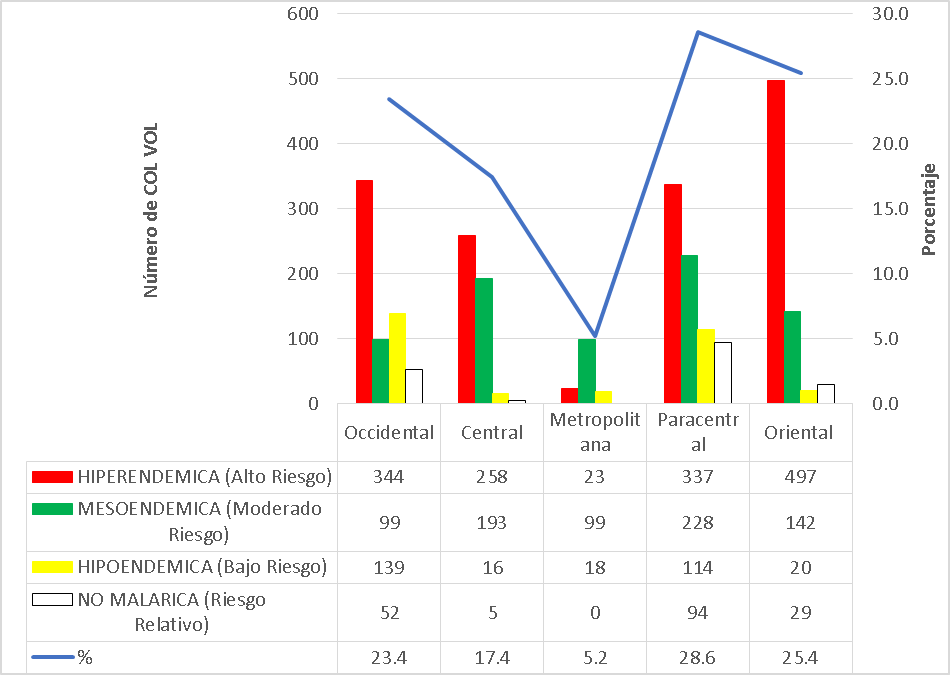 600
500
400
300
200
100
0
Número de COL VOL
30.0
25.0
20.0
15.0
10.0
5.0
0.0
Porcentaje
Occidental Central Metropolit
ana Paracentr
al Oriental
HIPERENDEMICA (Alto Riesgo) 344 258 23 337 497
MESOENDEMICA (Moderado
Riesgo) 99 193 99 228 142
HIPOENDEMICA (Bajo Riesgo) 139 16 18 114 20
NO MALARICA (Riesgo
Relativo) 52 5 0 94 29
% 23.4 17.4 5.2 28.6 25.4